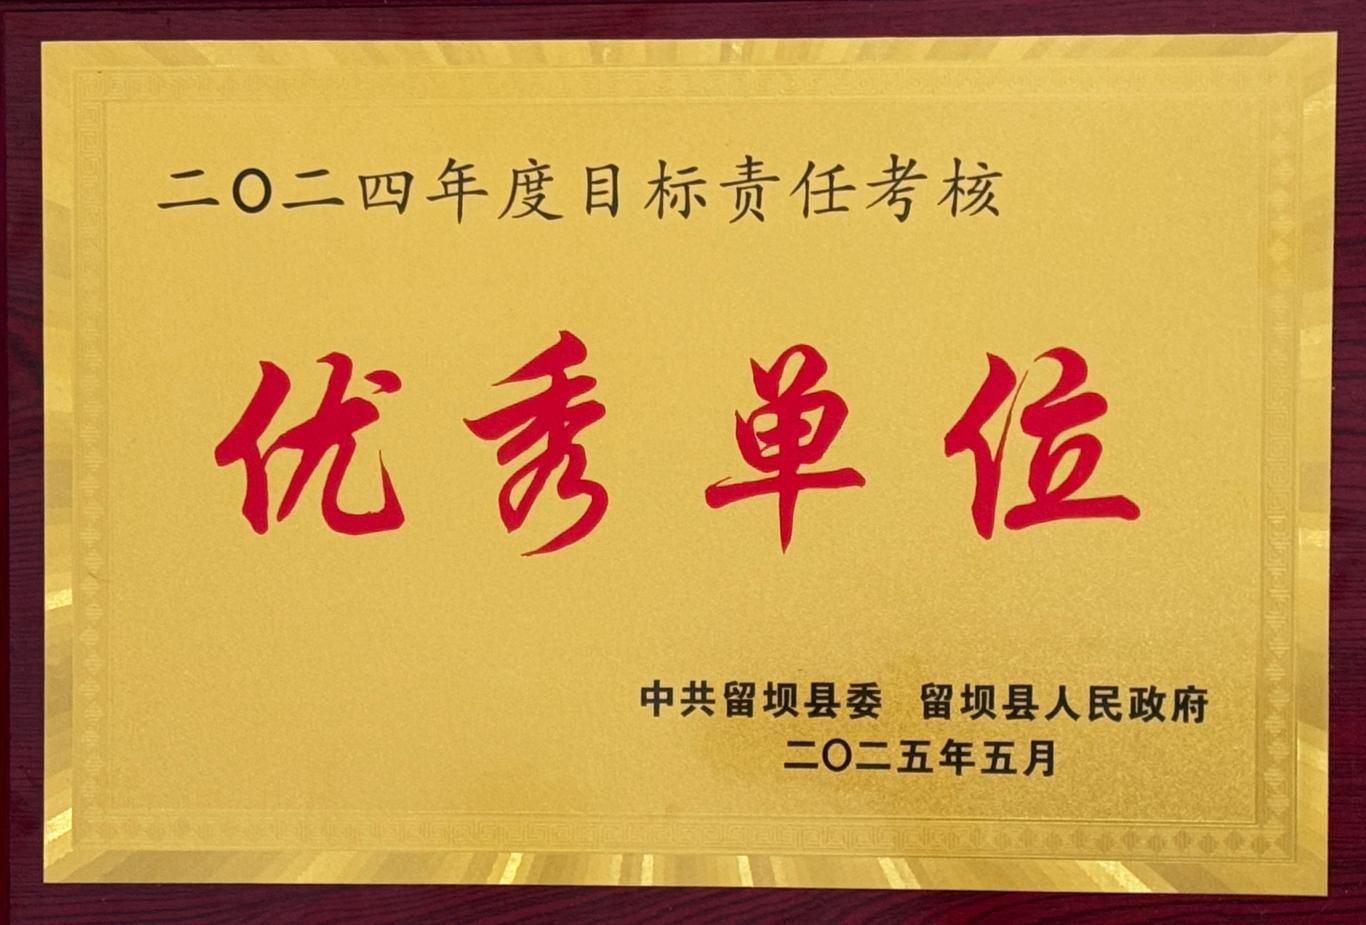 二〇二四年度目标责任考核
优秀单位
中共留坝县委 留坝县人民政府
二〇二五年五月